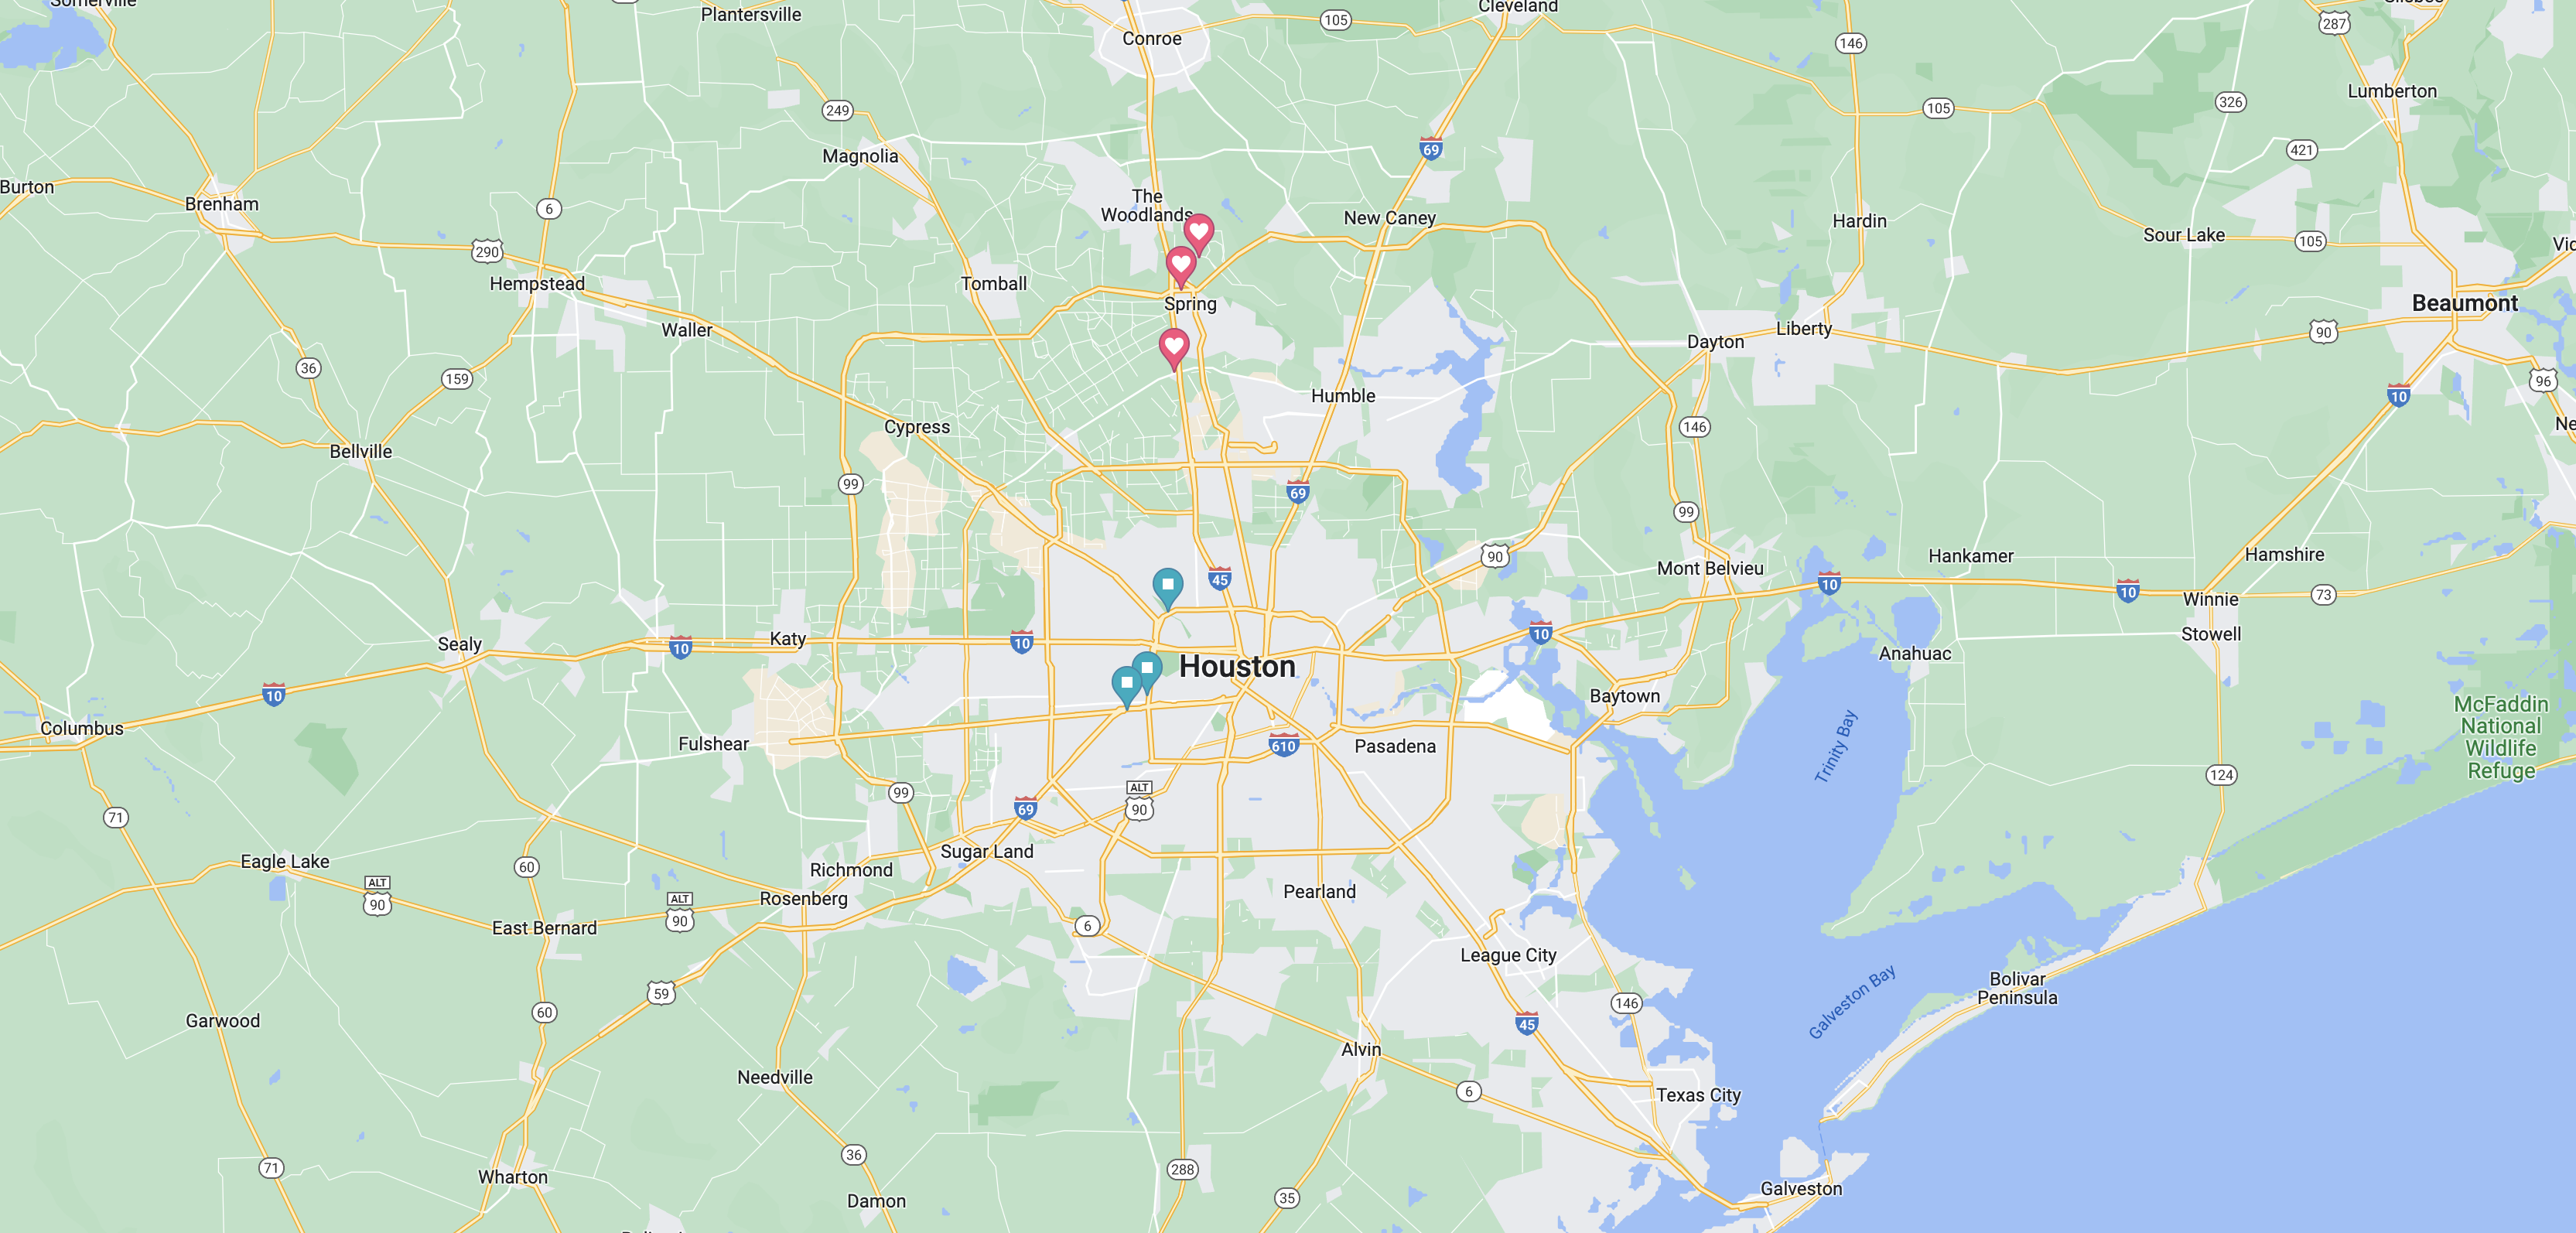 Plantersville
Conroe
105
Cleveland
146
287
Lumberton
249
105
326
Magnolia
69
421
Burton
Brenham
The
Woodlands
6
New Caney
Hardin
Sour Lake
105
290
Hempstead
Tomball
Spring
Beaumont
Waller
Dayton
Liberty
90
36
159
96
10
Humble
Cypress
146
Bellville
99
69
99
90
Hankamer
Hamshire
Mont Belvieu
45
10
10
Winnie
73
Sealy
Katy
10
10
10
Stowell
Anahuac
Houston
10
Baytown
Columbus
McFaddin
National
Wildlife
Refuge
Fulshear
610
Pasadena
Trinity Bay
124
99
ALT
90
69
71
Eagle Lake
60
Sugar Land
Richmond
ALT
90
ALT
90
Rosenberg
Pearland
East Bernard
6
League City
59
60
146
Galveston Bay
Bolivar
Peninsula
Garwood
45
Alvin
Needville
6
Texas City
36
71
Wharton
288
Damon
35
Galveston